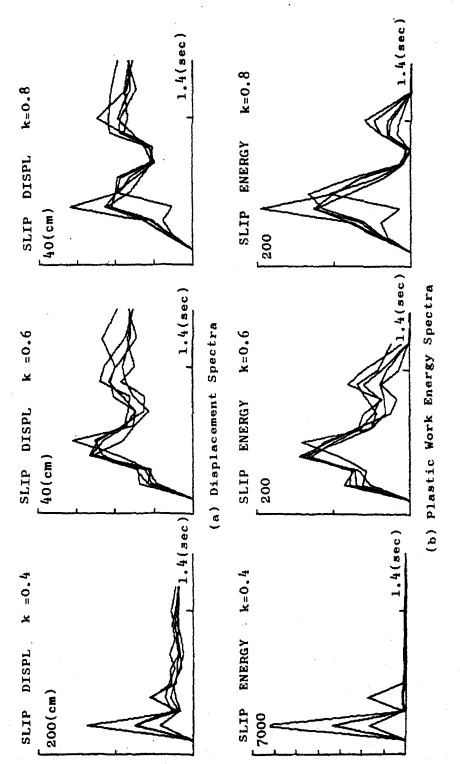 SLIP DISPL k =0.4
200(cm)
1.4(sec)
SLIP DISPL k =0.6
40(cm)
1.4(sec)
SLIP DISPL k=0.8
40(cm)
1.4(sec)
(a) Displacement Spectra
SLIP ENERGY k=0.4
7000
1.4(sec)
SLIP ENERGY k=0.6
200
1.4(sec)
SLIP ENERGY k=0.8
200
1.4(sec)
(b) Plastic Work Energy Spectra